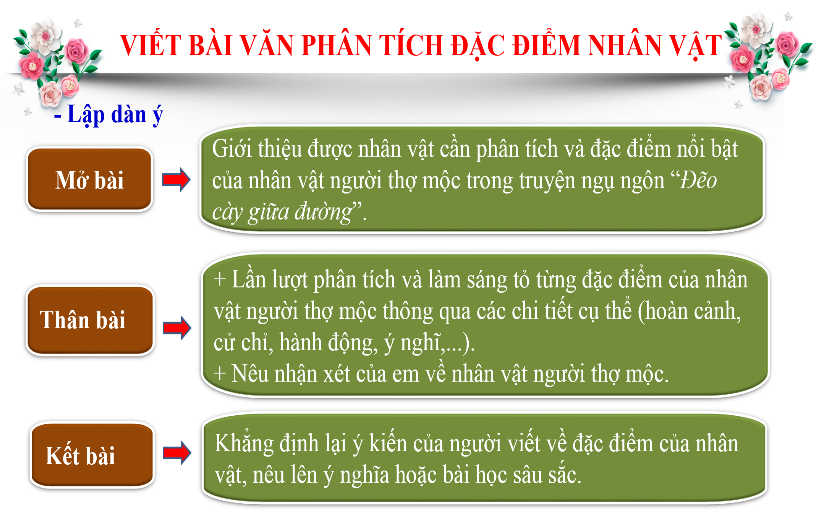 VIẾT BÀI VĂN PHÂN TÍCH ĐẶC ĐIỂM NHÂN VẬT
- Lập dàn ý
Mở bài
Giới thiệu được nhân vật cần phân tích và đặc điểm nổi bật
của nhân vật người thợ mộc trong truyện ngụ ngôn “Đẽo
cày giữa đường”.
Thân bài
+ Lần lượt phân tích và làm sáng tỏ từng đặc điểm của nhân
vật người thợ mộc thông qua các chi tiết cụ thể (hoàn cảnh,
cử chỉ, hành động, ý nghĩ,...).
+ Nêu nhận xét của em về nhân vật người thợ mộc.
Kết bài
Khẳng định lại ý kiến của người viết về đặc điểm của nhân
vật, nêu lên ý nghĩa hoặc bài học sâu sắc.